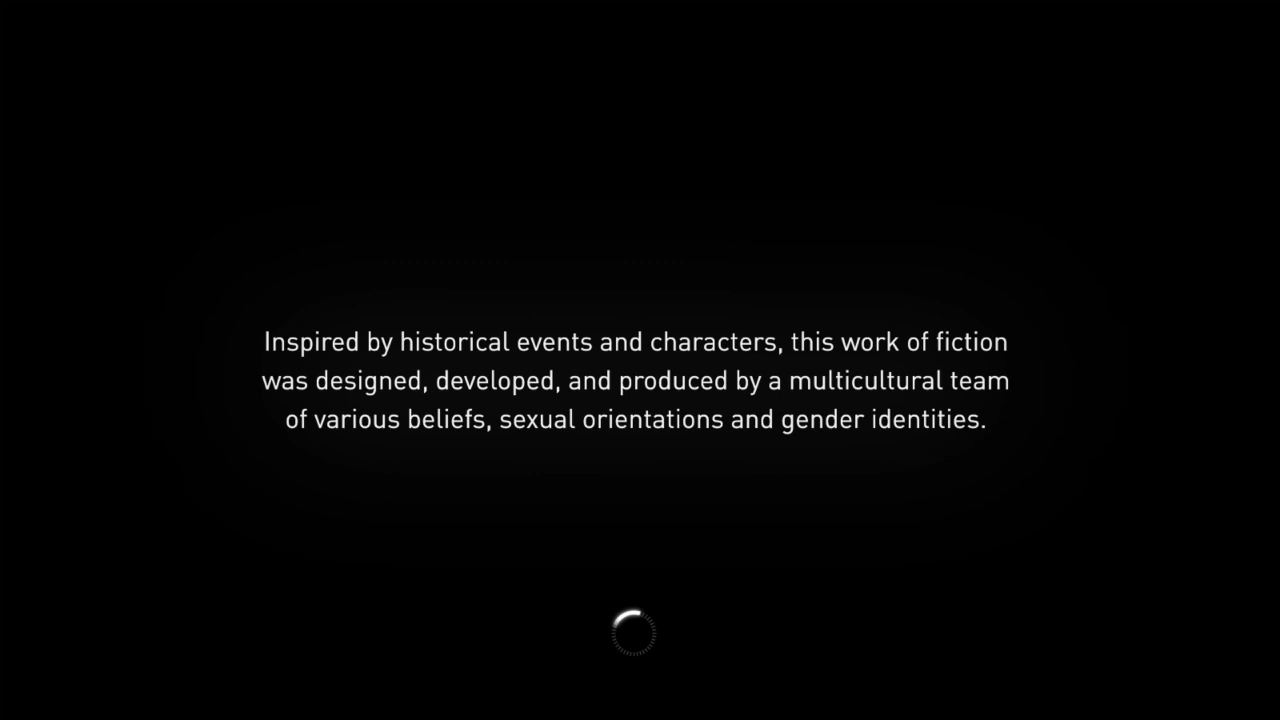 Inspired by historical events and characters, this work of fiction
was designed, developed, and produced by a multicultural team
of various beliefs, sexual orientations and gender identities.